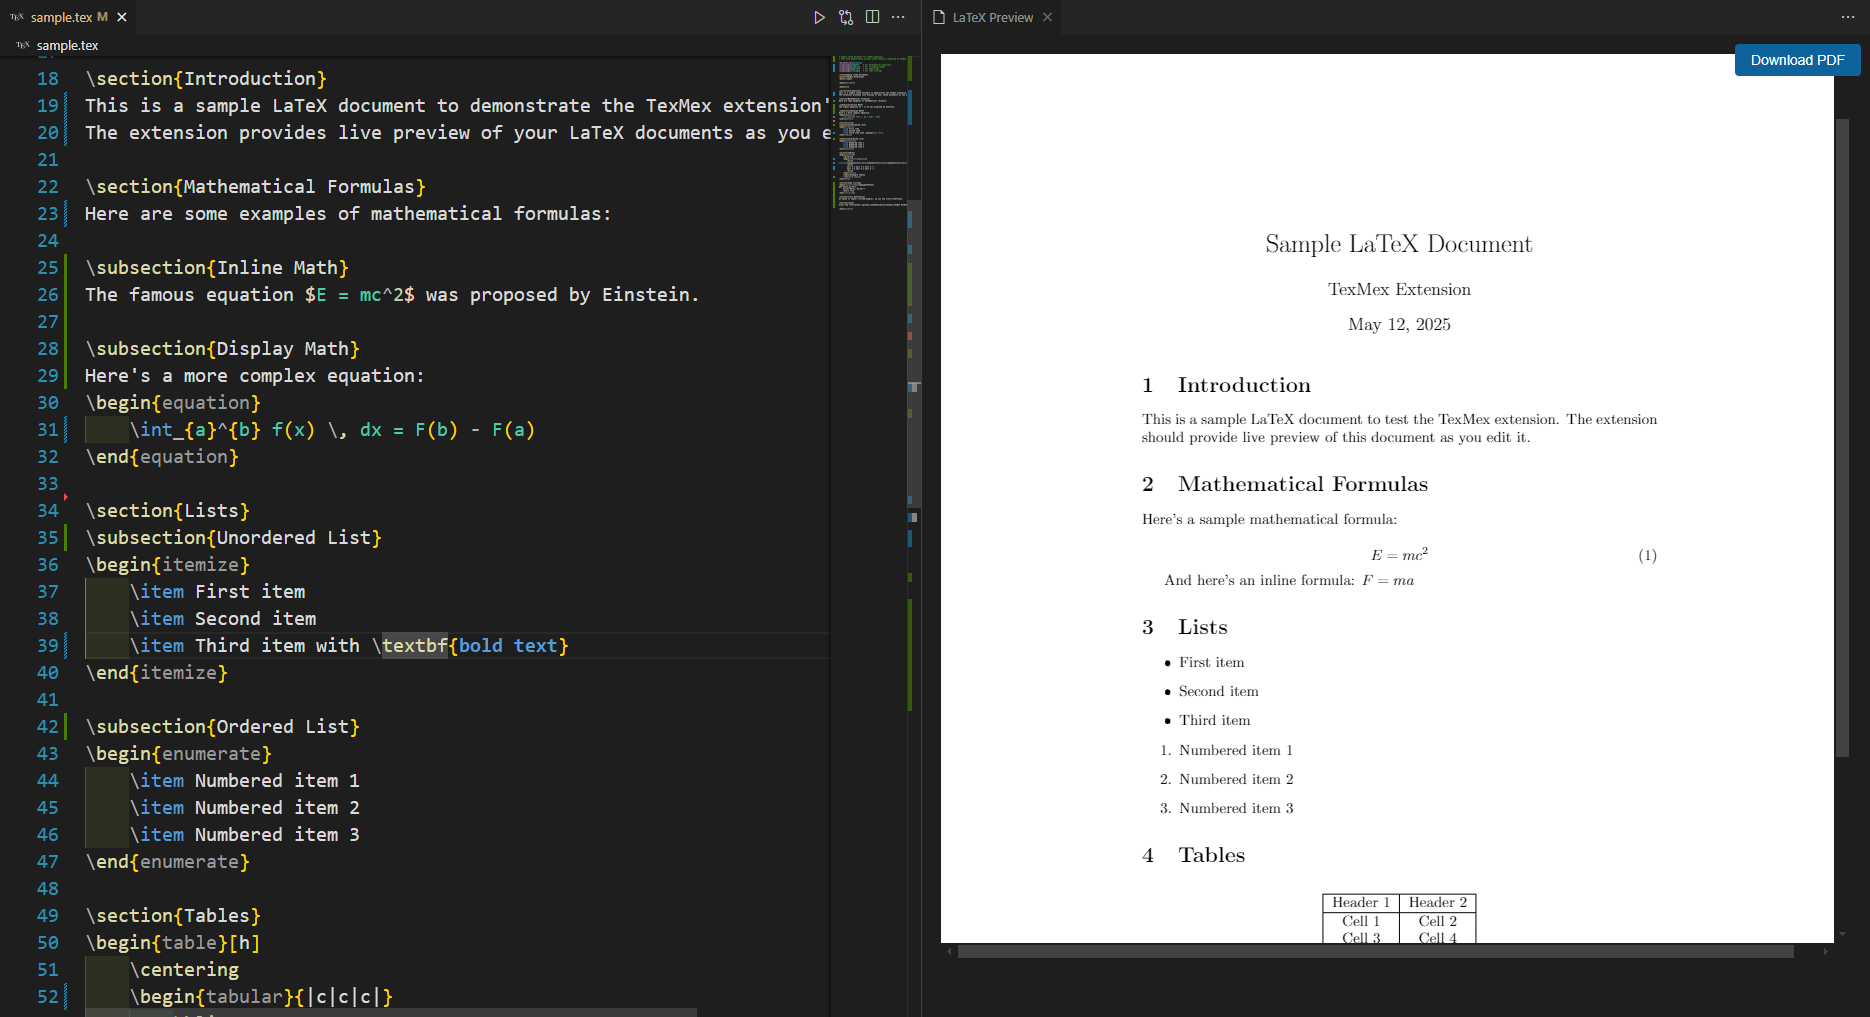 TEX sample.tex M
TEX sample.tex
18 \section{Introduction}
19 This is a sample LaTeX document to demonstrate the TexMex extension'
20 The extension provides live preview of your LaTeX documents as you e
21
22 \section{Mathematical Formulas}
23 Here are some examples of mathematical formulas:
24
25 \subsection{Inline Math}
26 The famous equation $E = mc^2$ was proposed by Einstein.
27
28 \subsection{Display Math}
29 Here's a more complex equation:
30 \begin{equation}
31 \int_{a}^{b} f(x) \, dx = F(b) - F(a)
32 \end{equation}
33
34 \section{Lists}
35 \subsection{Unordered List}
36 \begin{itemize}
37 \item First item
38 \item Second item
39 \item Third item with \textbf{bold text}
40 \end{itemize}
41
42 \subsection{Ordered List}
43 \begin{enumerate}
44 \item Numbered item 1
45 \item Numbered item 2
46 \item Numbered item 3
47 \end{enumerate}
48
49 \section{Tables}
50 \begin{table}[h]
51 \centering
52 \begin{tabular}{|c|c|c|}
LaTeX Preview
Download PDF
Sample LaTeX Document
TexMex Extension
May 12, 2025
1 Introduction
This is a sample LaTeX document to test the TexMex extension. The extension
should provide live preview of this document as you edit it.
2 Mathematical Formulas
Here's a sample mathematical formula:
E = mc² (1)
And here's an inline formula: F = ma
3 Lists
• First item
• Second item
• Third item
1. Numbered item 1
2. Numbered item 2
3. Numbered item 3
4 Tables
Header 1 Header 2
Cell 1 Cell 2
Cell 3 Cell 4